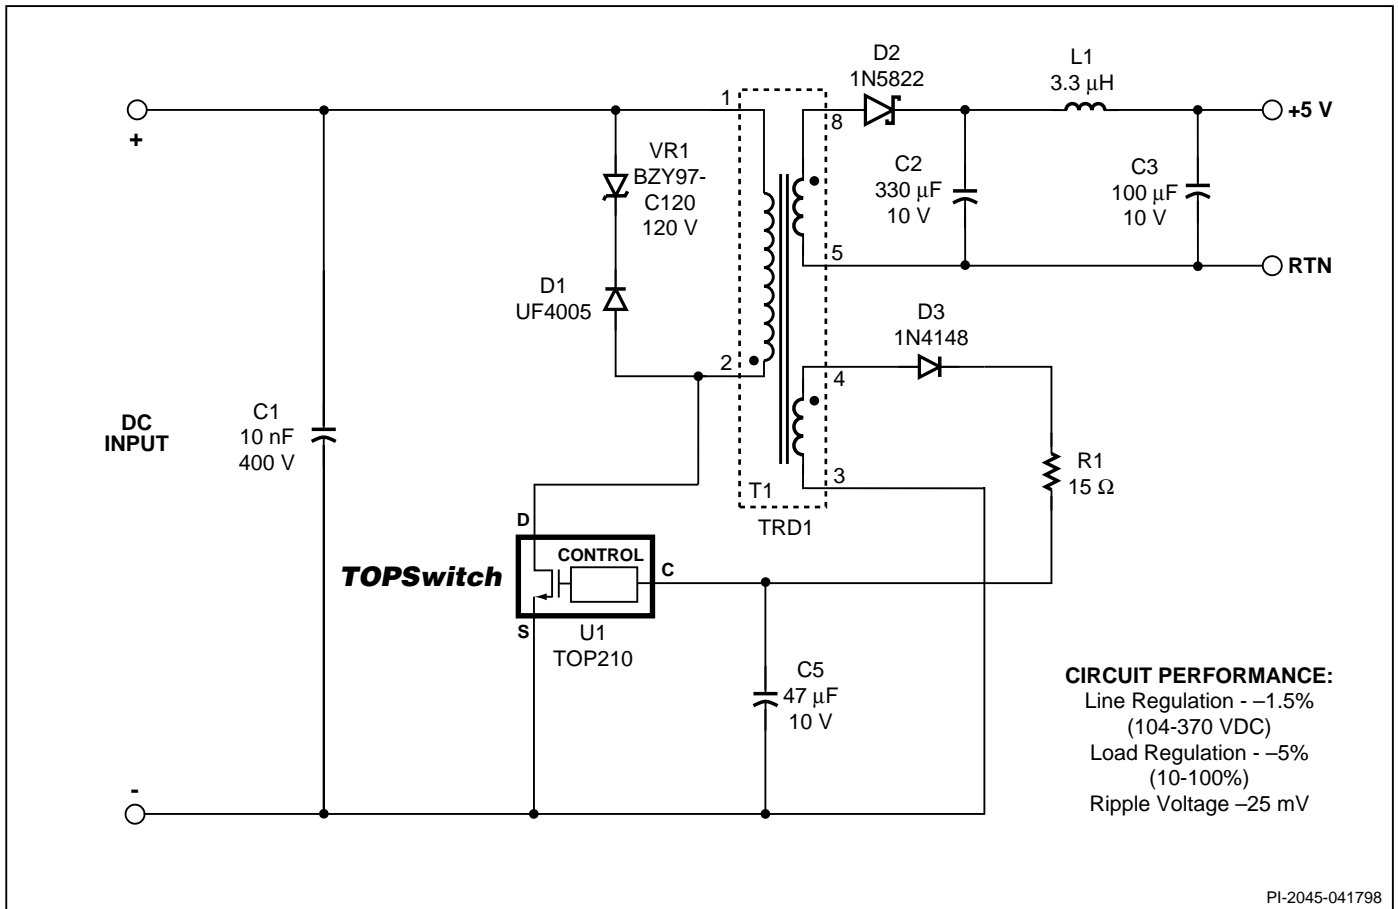 D2
1N5822
L1
3.3 µH
1
8
+5 V
+
VR1
BZY97-
C120
120 V
C2
330 µF
10 V
C3
100 µF
10 V
5
RTN
D1
UF4005
D3
1N4148
2
4
DC
INPUT
C1
10 nF
400 V
R1
15 Ω
3
T1
TRD1
D
CONTROL
C
TOPSwitch
S
U1
TOP210
C5
47 µF
10 V
CIRCUIT PERFORMANCE:
Line Regulation - –1.5%
(104-370 VDC)
Load Regulation - –5%
(10-100%)
Ripple Voltage –25 mV
-
PI-2045-041798